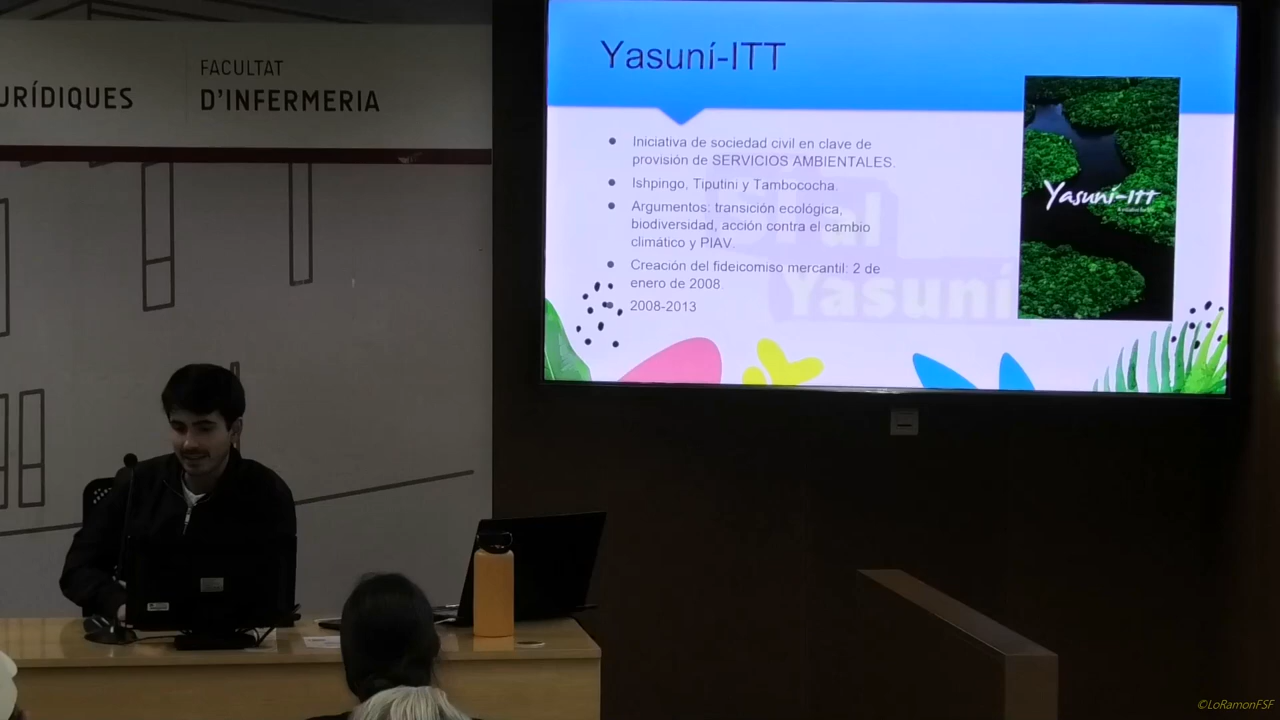 URÍDIQUES
FACULTAT
D'INFERMERIA
Yasuní-ITT
Iniciativa de sociedad civil en clave de
provisión de SERVICIOS AMBIENTALES.
Ishpingo, Tiputini y Tambococha.
Argumentos: transición ecológica,
biodiversidad, acción contra el cambio
climático y PIAV.
Creación del fideicomiso mercantil: 2 de
enero de 2008.
2008-2013
Yasuní-ITT
al
Yasuní
©LoRamonFSF